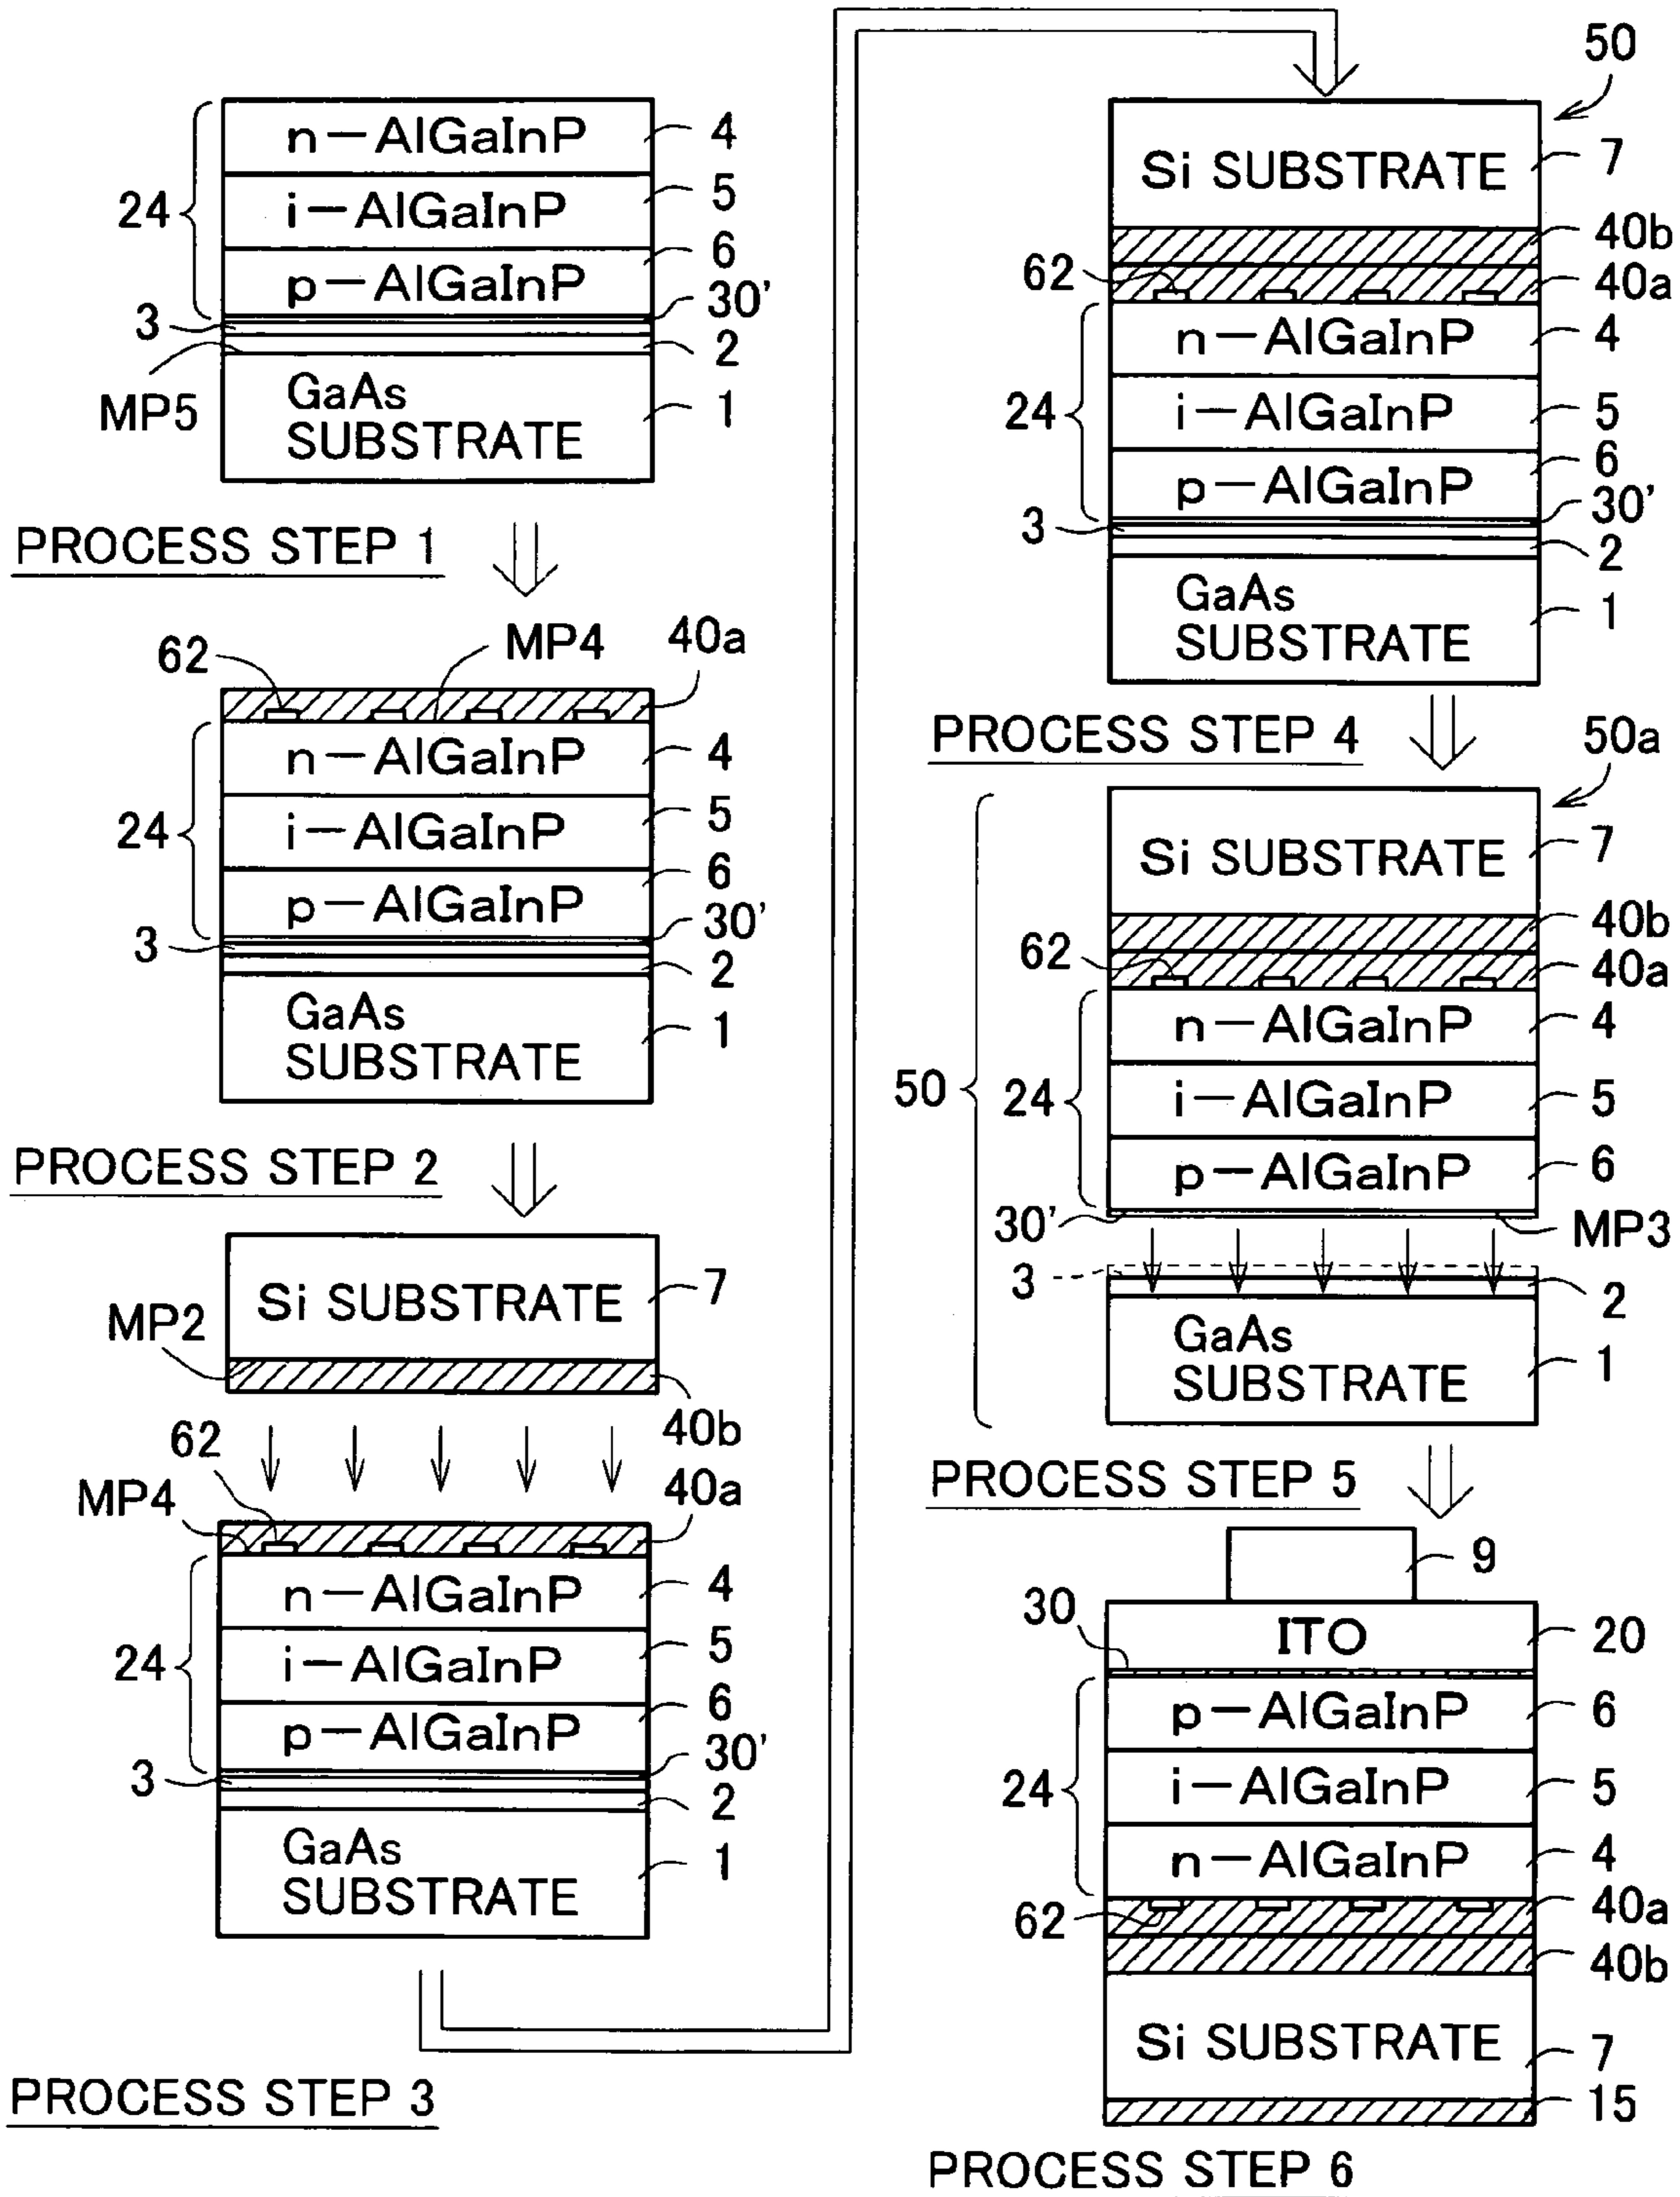 n-AlGaInP
4
24
i-AlGaInP
5
p-AlGaInP
6
30'
3
2
MP5
GaAs
SUBSTRATE
1
PROCESS STEP 1
62
MP4
40a
n-AlGaInP
4
24
i-AlGaInP
5
p-AlGaInP
6
30'
3
2
GaAs
SUBSTRATE
1
PROCESS STEP 2
Si SUBSTRATE
7
MP2
40b
62
MP4
40a
n-AlGaInP
4
24
i-AlGaInP
5
p-AlGaInP
6
30'
3
2
GaAs
SUBSTRATE
1
PROCESS STEP 3
50
Si SUBSTRATE
7
40b
62
40a
n-AlGaInP
4
24
i-AlGaInP
5
p-AlGaInP
6
30'
3
2
GaAs
SUBSTRATE
1
PROCESS STEP 4
50a
Si SUBSTRATE
7
40b
62
40a
n-AlGaInP
4
50
24
i-AlGaInP
5
p-AlGaInP
6
30'
MP3
3
2
GaAs
SUBSTRATE
1
PROCESS STEP 5
9
30
ITO
20
p-AlGaInP
6
24
i-AlGaInP
5
n-AlGaInP
4
62
40a
40b
Si SUBSTRATE
7
15
PROCESS STEP 6